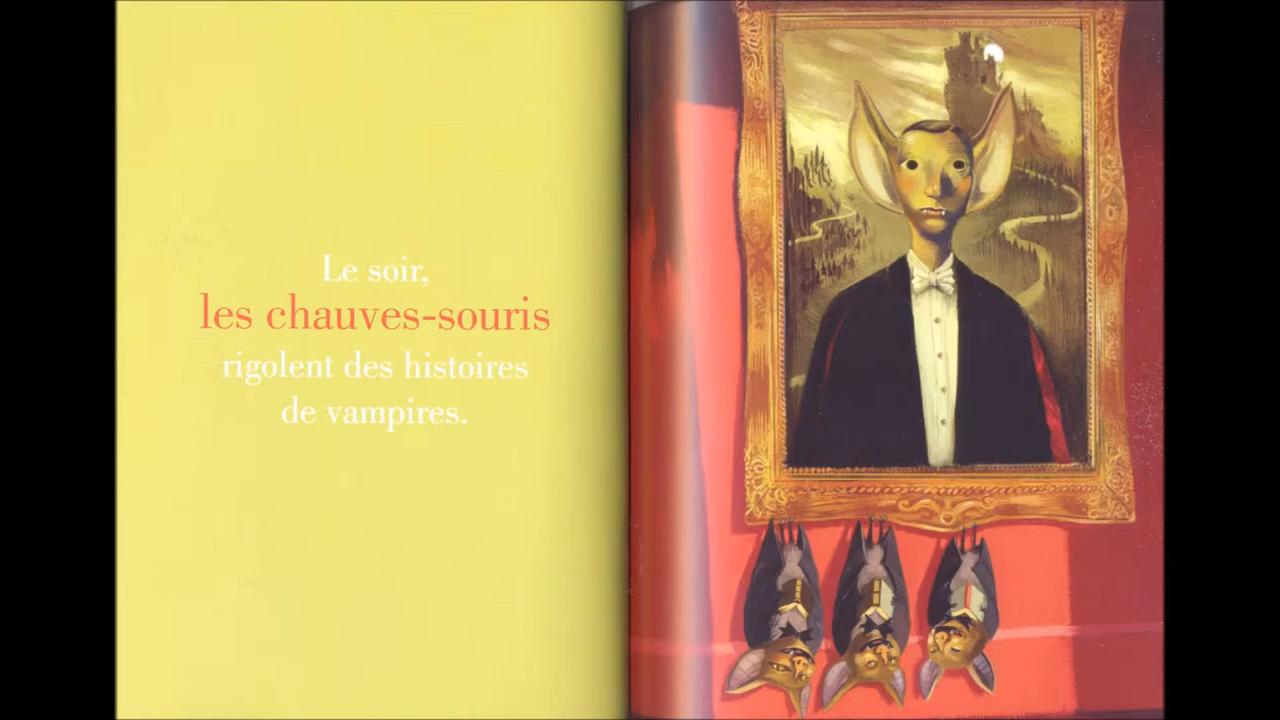 Le soir,
les chauves-souris
rigolent des histoires
de vampires.